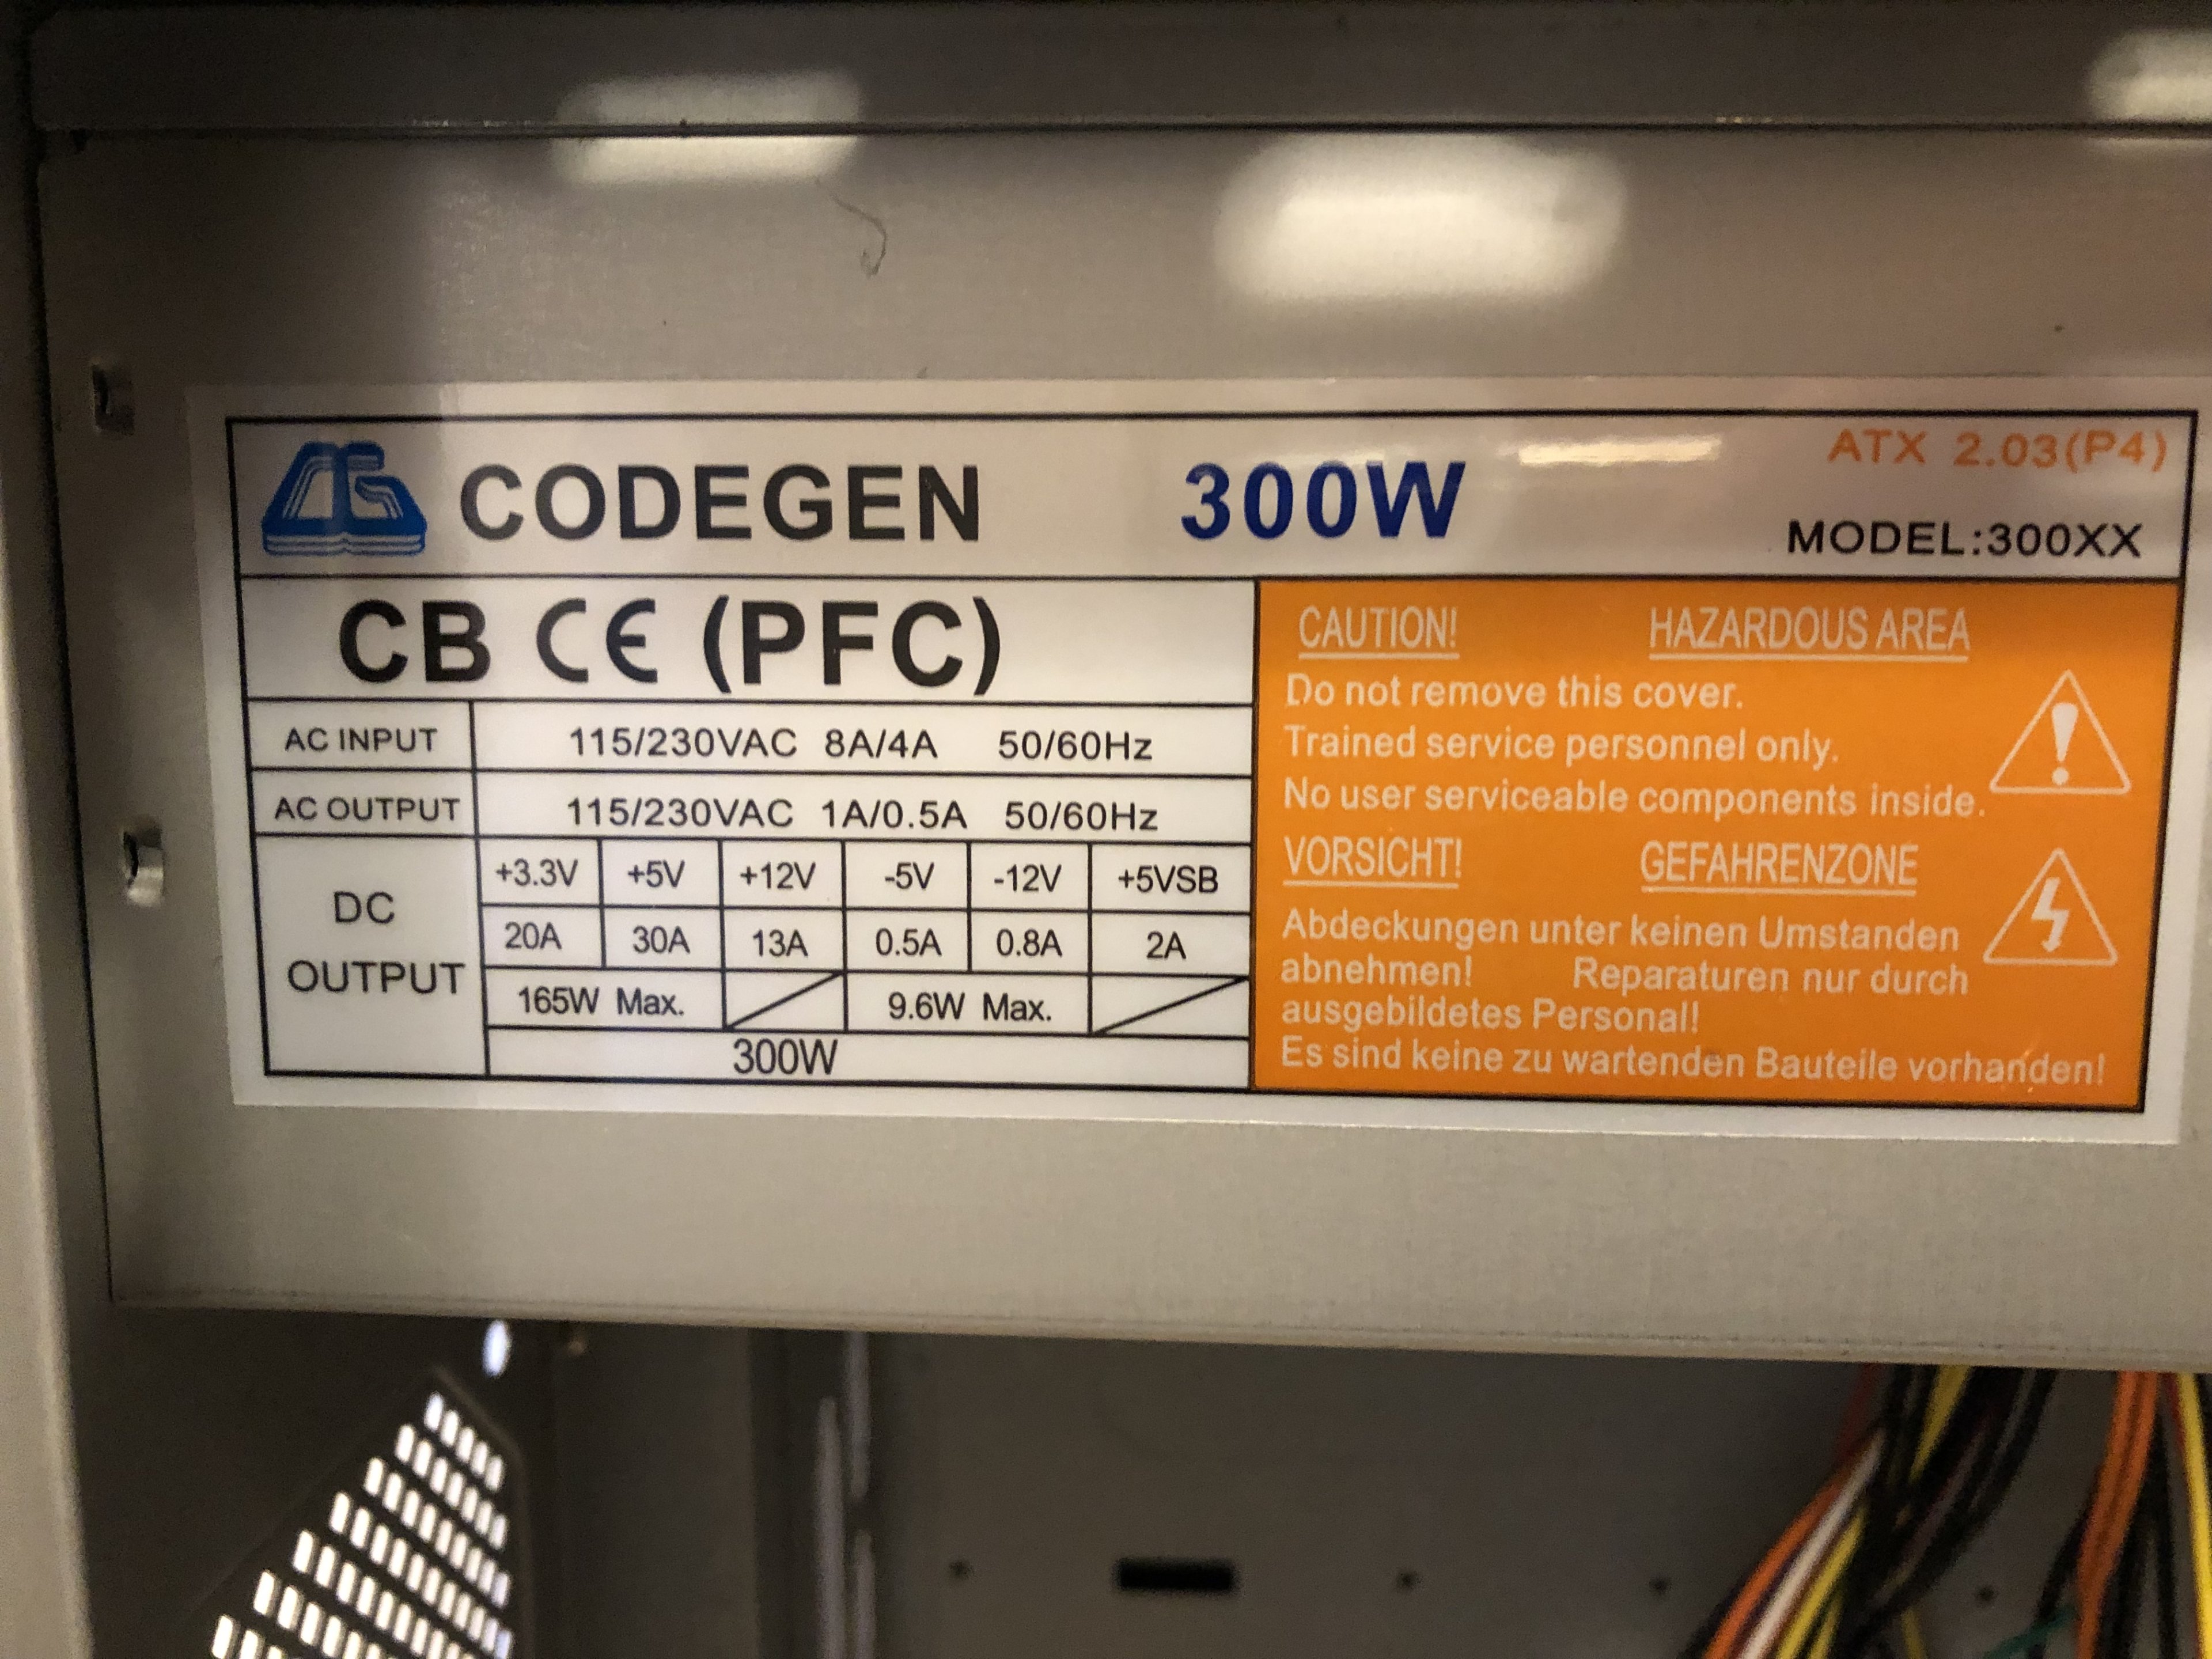 CODEGEN 300W ATX 2.03(P4)
MODEL:300XX
CB CE (PFC)
AC INPUT 115/230VAC 8A/4A 50/60Hz
AC OUTPUT 115/230VAC 1A/0.5A 50/60Hz
DC OUTPUT
+3.3V +5V +12V -5V -12V +5VSB
20A 30A 13A 0.5A 0.8A 2A
165W Max. 9.6W Max.
300W
CAUTION! HAZARDOUS AREA
Do not remove this cover.
Trained service personnel only.
No user serviceable components inside.
VORSICHT! GEFAHRENZONE
Abdeckungen unter keinen Umstanden
abnehmen! Reparaturen nur durch
ausgebildetes Personal!
Es sind keine zu wartenden Bauteile vorhanden!